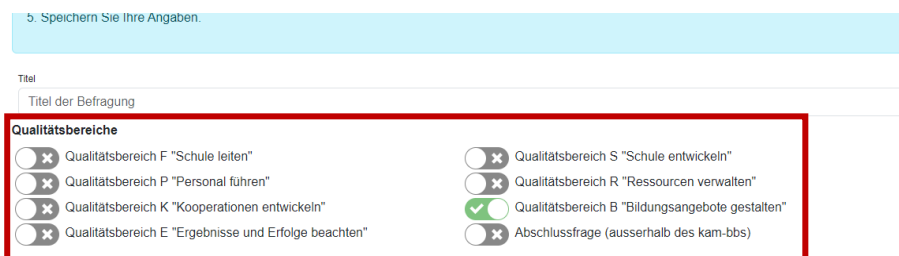 5. Speichern Sie Ihre Angaben.
Titel
Titel der Befragung
Qualitätsbereiche
Qualitätsbereich F "Schule leiten"
Qualitätsbereich S "Schule entwickeln"
Qualitätsbereich P "Personal führen"
Qualitätsbereich R "Ressourcen verwalten"
Qualitätsbereich K "Kooperationen entwickeln"
Qualitätsbereich B "Bildungsangebote gestalten"
Qualitätsbereich E "Ergebnisse und Erfolge beachten"
Abschlussfrage (ausserhalb des kam-bbs)